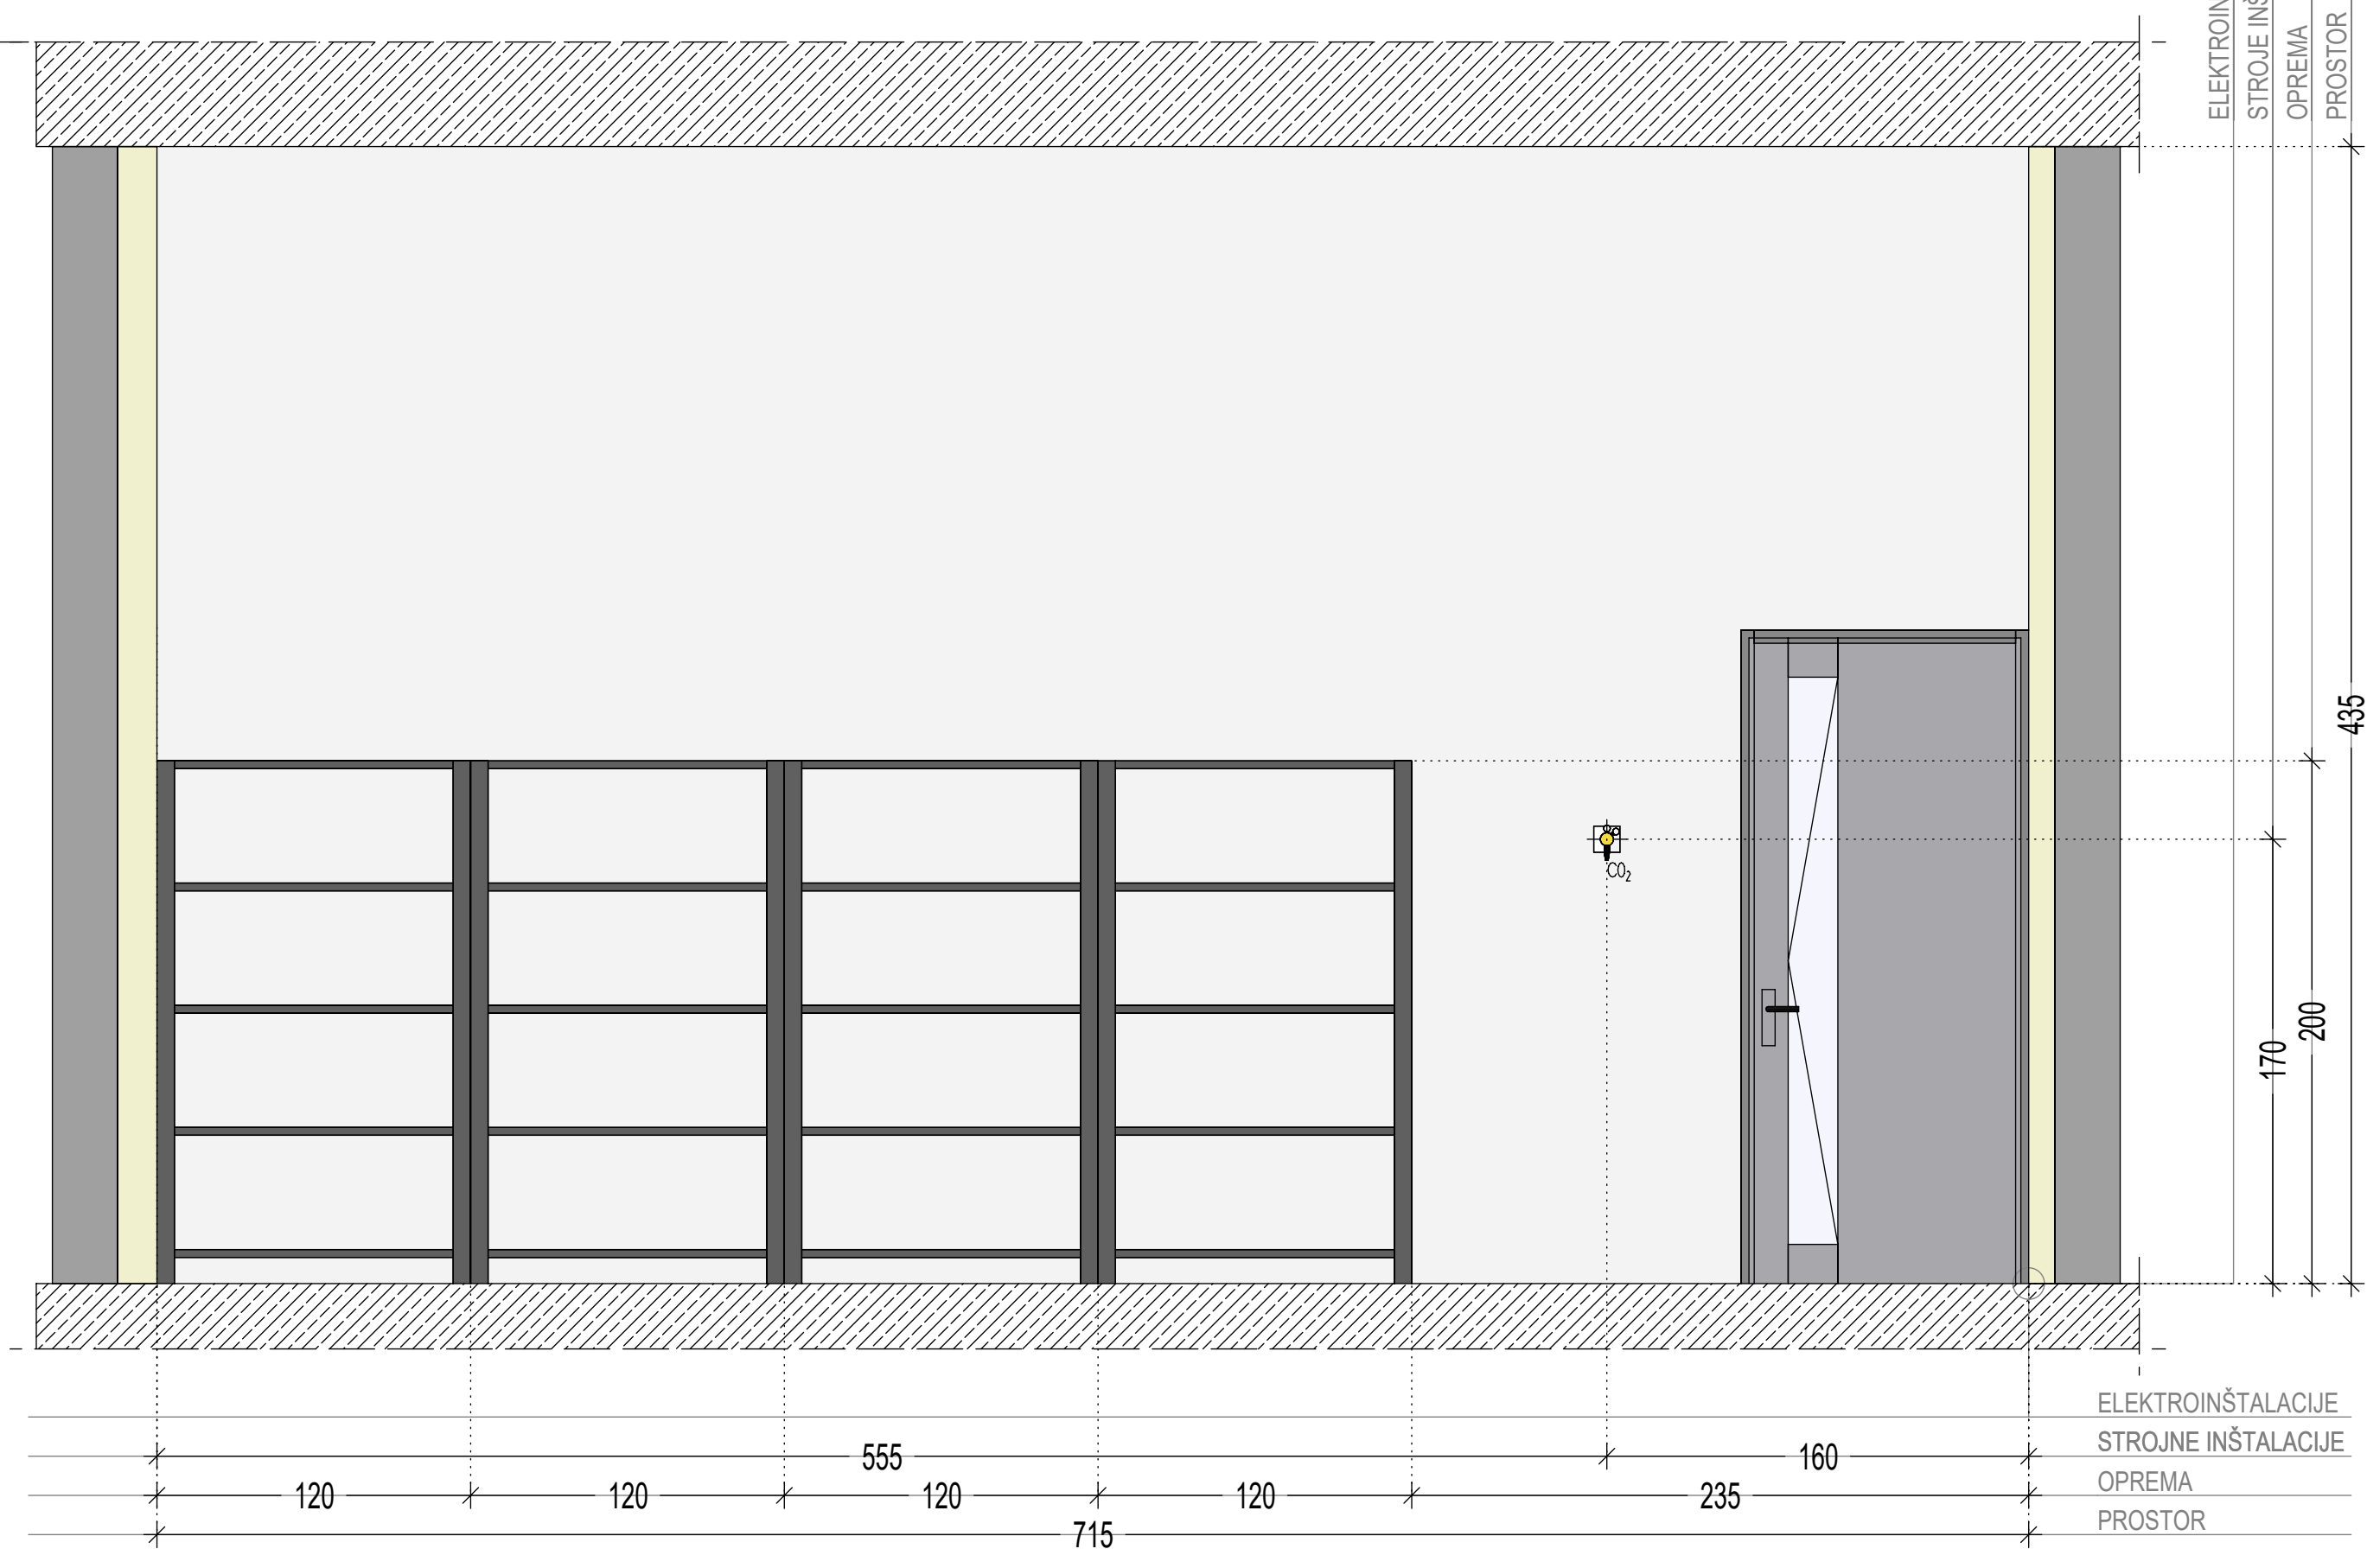 ELEKTROIN
STROJE INŠ
OPREMA
PROSTOR
435
200
170
CO₂
ELEKTROINŠTALACIJE
555 160 STROJNE INŠTALACIJE
120 120 120 120 235 OPREMA
715 PROSTOR